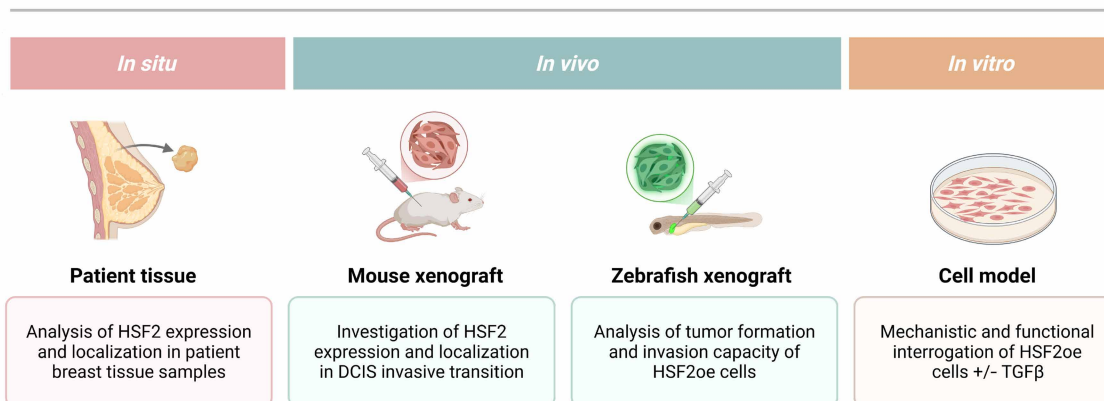 In situ
In vivo
In vitro
Patient tissue
Mouse xenograft
Zebrafish xenograft
Cell model
Analysis of HSF2 expression
and localization in patient
breast tissue samples
Investigation of HSF2
expression and localization
in DCIS invasive transition
Analysis of tumor formation
and invasion capacity of
HSF2oe cells
Mechanistic and functional
interrogation of HSF2oe
cells +/- TGFβ